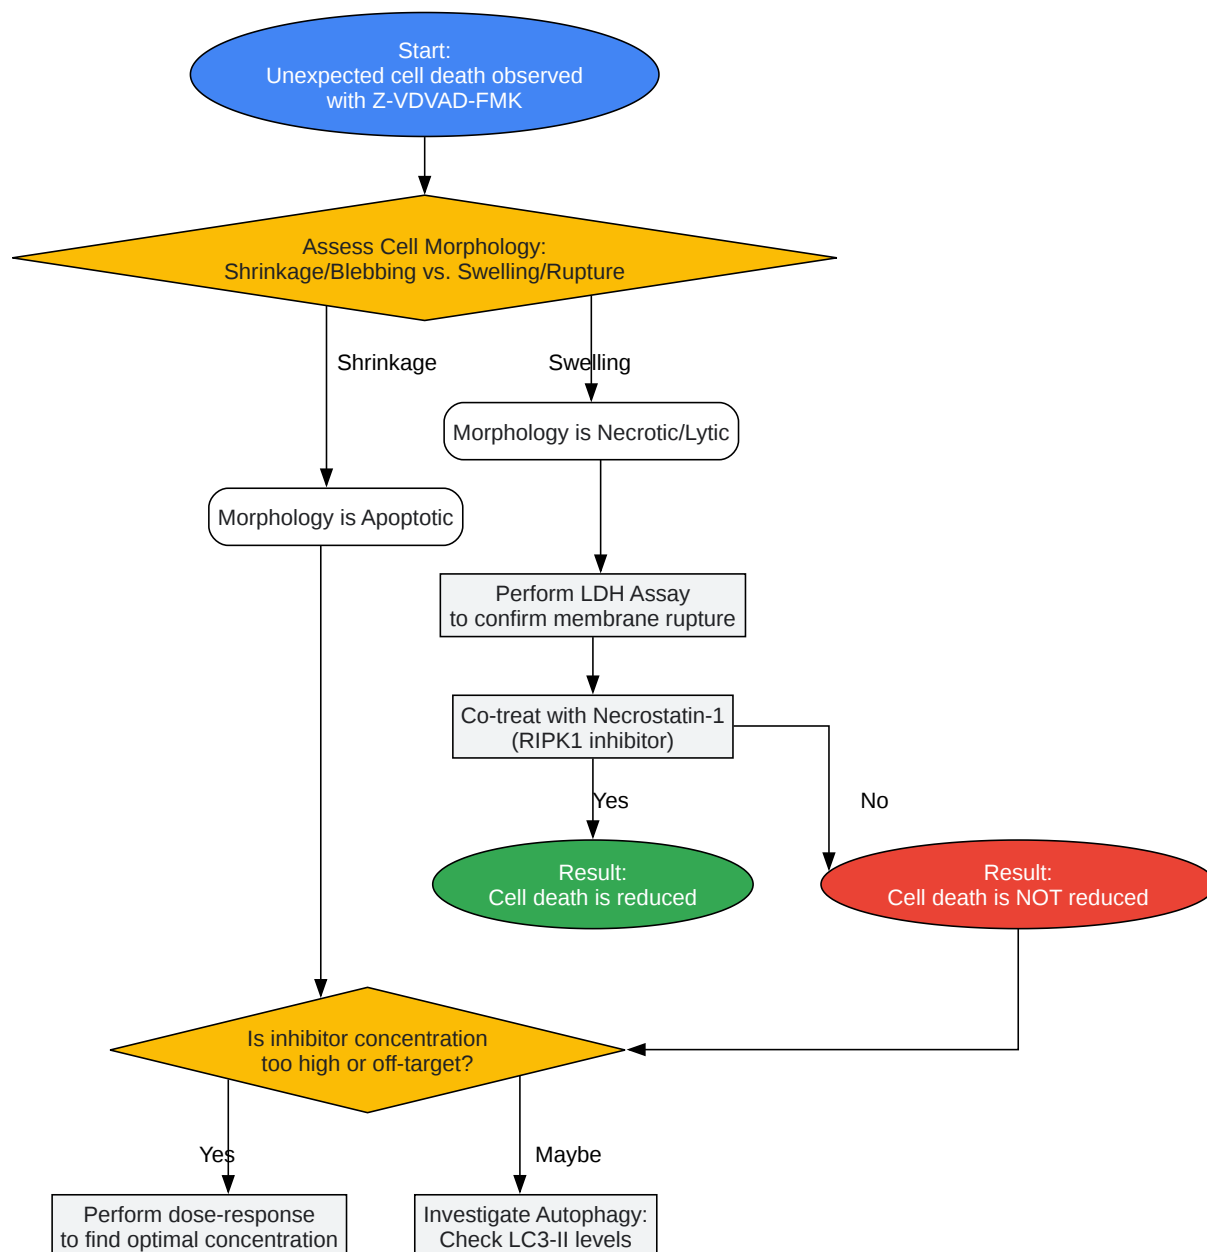 Start:
Unexpected cell death observed
with Z-VDVAD-FMK
Assess Cell Morphology:
Shrinkage/Blebbing vs. Swelling/Rupture
Shrinkage
Swelling
Morphology is Necrotic/Lytic
Morphology is Apoptotic
Perform LDH Assay
to confirm membrane rupture
Co-treat with Necrostatin-1
(RIPK1 inhibitor)
Yes
No
Result:
Cell death is reduced
Result:
Cell death is NOT reduced
Is inhibitor concentration
too high or off-target?
Yes
Maybe
Perform dose-response
to find optimal concentration
Investigate Autophagy:
Check LC3-II levels